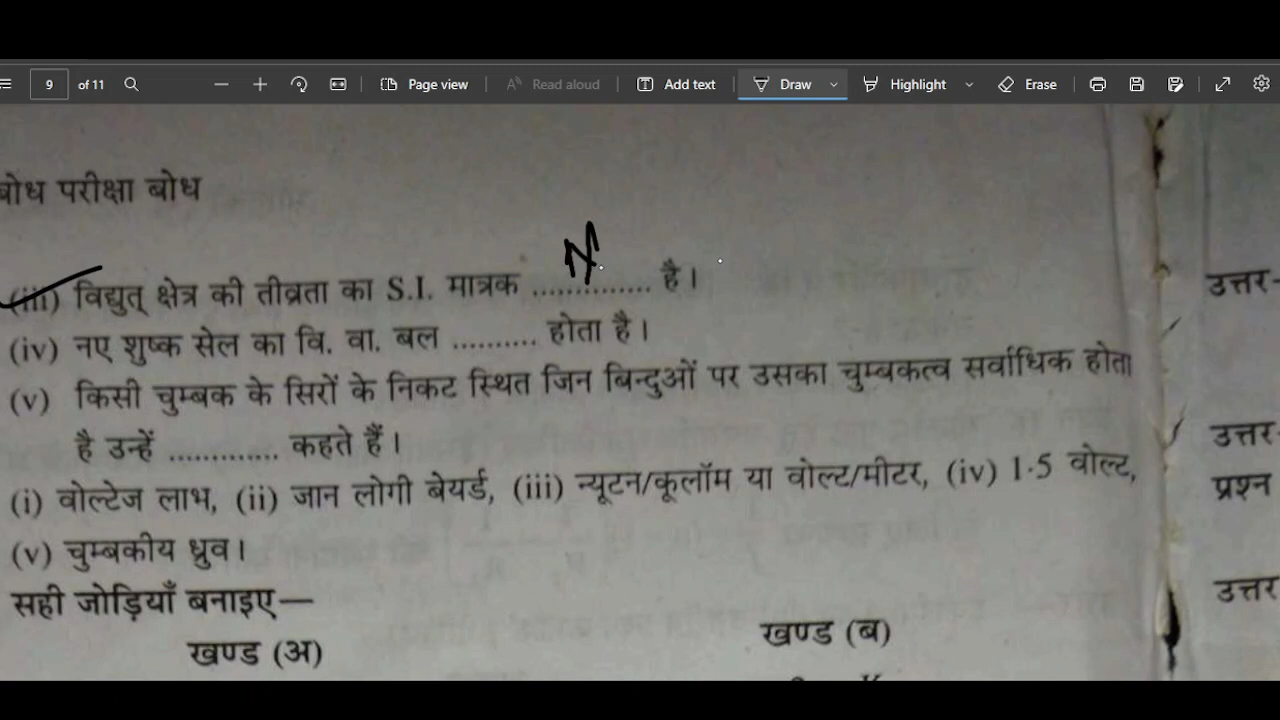 9 of 11 Page view Read aloud Add text Draw Highlight Erase
बोध परीक्षा बोध
N
(iii) विद्युत् क्षेत्र की तीव्रता का S.I. मात्रक .............. है। उत्तर-
(iv) नए शुष्क सेल का वि. वा. बल .......... होता है।
(v) किसी चुम्बक के सिरों के निकट स्थित जिन बिन्दुओं पर उसका चुम्बकत्व सर्वाधिक होता
है उन्हें ............. कहते हैं। उत्तर-
(i) वोल्टेज लाभ, (ii) जान लोगी बेयर्ड, (iii) न्यूटन/कूलॉम या वोल्ट/मीटर, (iv) 1·5 वोल्ट, प्रश्न
(v) चुम्बकीय ध्रुव।
सही जोड़ियाँ बनाइए— उत्तर
खण्ड (अ) खण्ड (ब)